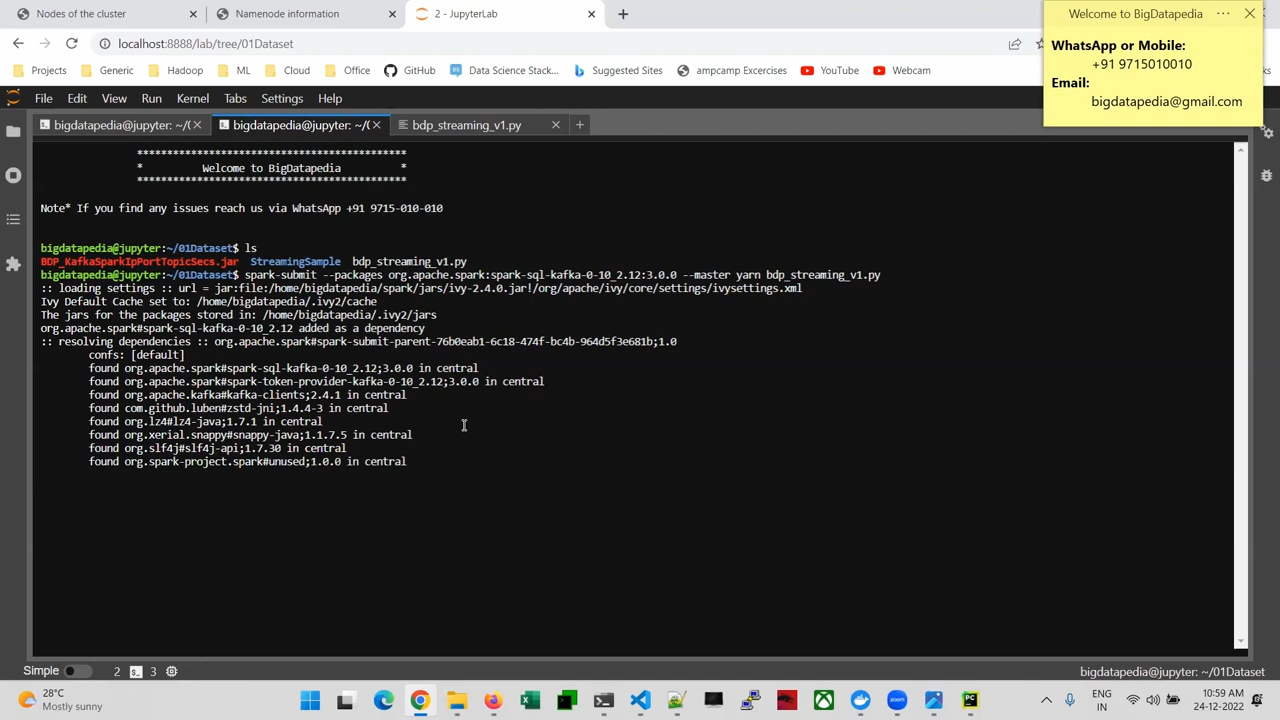 Nodes of the cluster
Namenode information
2 - JupyterLab
Welcome to BigDatapedia
localhost:8888/lab/tree/01Dataset
WhatsApp or Mobile:
+91 9715010010
Email:
bigdatapedia@gmail.com
Projects
Generic
Hadoop
ML
Cloud
Office
GitHub
Data Science Stack...
Suggested Sites
ampcamp Excercises
YouTube
Webcam
File Edit View Run Kernel Tabs Settings Help
bigdatapedia@jupyter: ~/(
bigdatapedia@jupyter: ~/(
bdp_streaming_v1.py
*********************************************
* Welcome to BigDatapedia *
*********************************************
Note* If you find any issues reach us via WhatsApp +91 9715-010-010
bigdatapedia@jupyter:~/01Dataset$ ls
BDP_KafkaSparkIpPortTopicSecs.jar StreamingSample bdp_streaming_v1.py
bigdatapedia@jupyter:~/01Dataset$ spark-submit --packages org.apache.spark:spark-sql-kafka-0-10_2.12:3.0.0 --master yarn bdp_streaming_v1.py
:: loading settings :: url = jar:file:/home/bigdatapedia/spark/jars/ivy-2.4.0.jar!/org/apache/ivy/core/settings/ivysettings.xml
Ivy Default Cache set to: /home/bigdatapedia/.ivy2/cache
The jars for the packages stored in: /home/bigdatapedia/.ivy2/jars
org.apache.spark#spark-sql-kafka-0-10_2.12 added as a dependency
:: resolving dependencies :: org.apache.spark#spark-submit-parent-76b0eab1-6c18-474f-bc4b-964d5f3e681b;1.0
confs: [default]
found org.apache.spark#spark-sql-kafka-0-10_2.12;3.0.0 in central
found org.apache.spark#spark-token-provider-kafka-0-10_2.12;3.0.0 in central
found org.apache.kafka#kafka-clients;2.4.1 in central
found com.github.luben#zstd-jni;1.4.4-3 in central
found org.lz4#lz4-java;1.7.1 in central
found org.xerial.snappy#snappy-java;1.1.7.5 in central
found org.slf4j#slf4j-api;1.7.30 in central
found org.spark-project.spark#unused;1.0.0 in central
Simple
2
3
bigdatapedia@jupyter: ~/01Dataset
28°C
Mostly sunny
ENG
IN
10:59 AM
24-12-2022